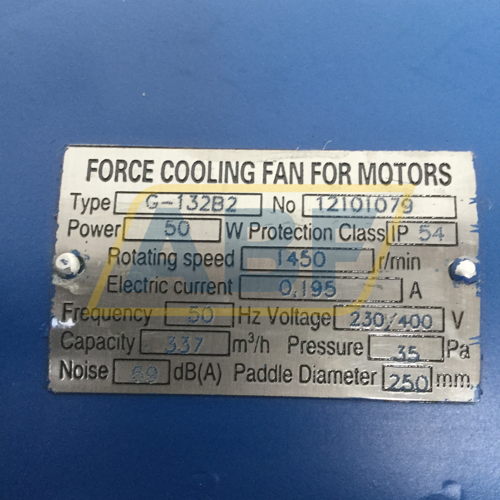 FORCE COOLING FAN FOR MOTORS
Type G-132B2 No 12101079
Power 50 W Protection Class IP 54
Rotating speed 1450 r/min
Electric current 0.195 A
Frequency 50 Hz Voltage 230/400 V
Capacity 337 m³/h Pressure 35 Pa
Noise dB(A) Paddle Diameter 250 mm
ABF